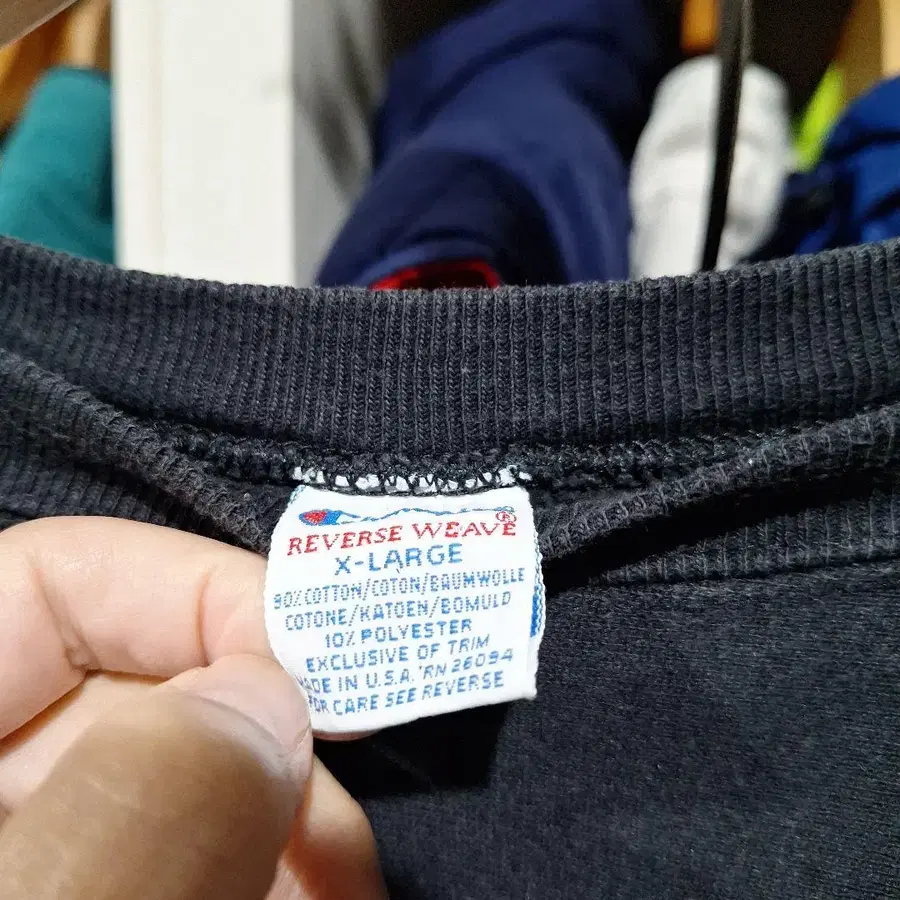 REVERSE WEAVE®
X-LARGE
90% COTTON/COTON/BAUMWOLLE
COTONE/KATOEN/BOMULD
10% POLYESTER
EXCLUSIVE OF TRIM
MADE IN U.S.A. RN 26094
FOR CARE SEE REVERSE